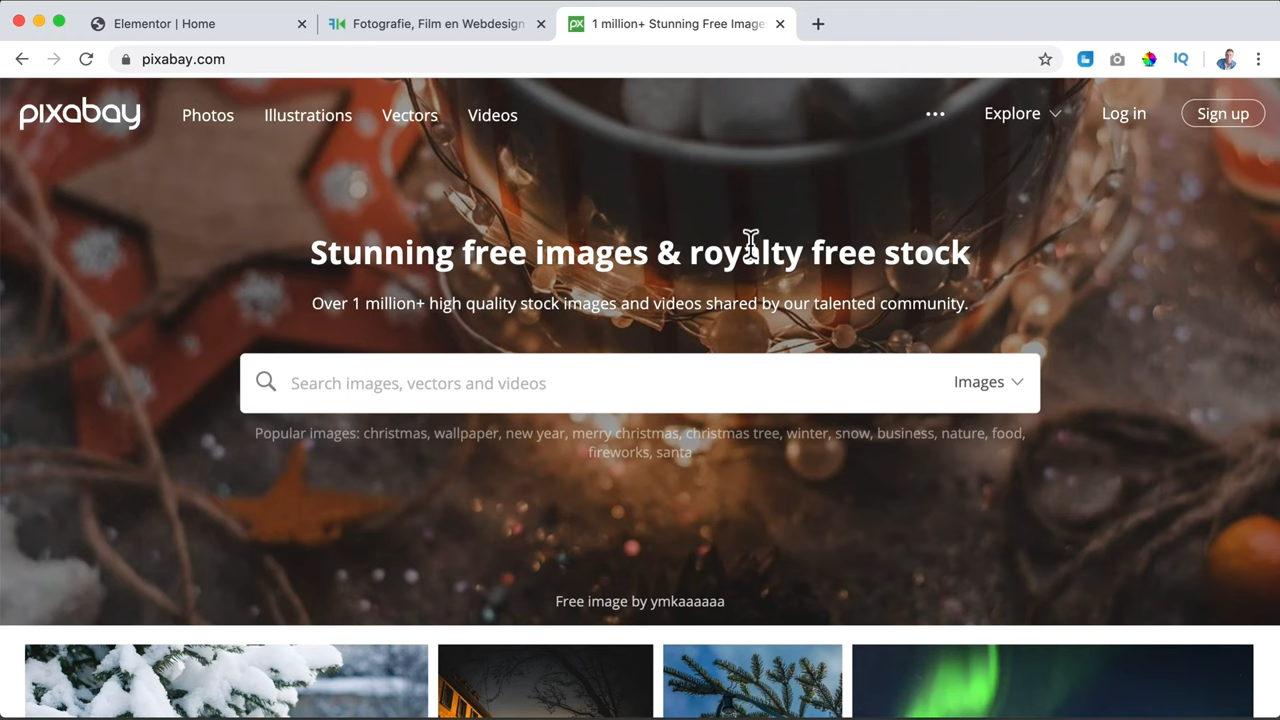 Elementor | Home
Fotografie, Film en Webdesign
px
1 million+ Stunning Free Image
pixabay.com
IQ
pixabay
Photos
Illustrations
Vectors
Videos
Explore
Log in
Sign up
Stunning free images & royalty free stock
Over 1 million+ high quality stock images and videos shared by our talented community.
Search images, vectors and videos
Images
Popular images: christmas, wallpaper, new year, merry christmas, christmas tree, winter, snow, business, nature, food,
fireworks, santa
Free image by ymkaaaaaa